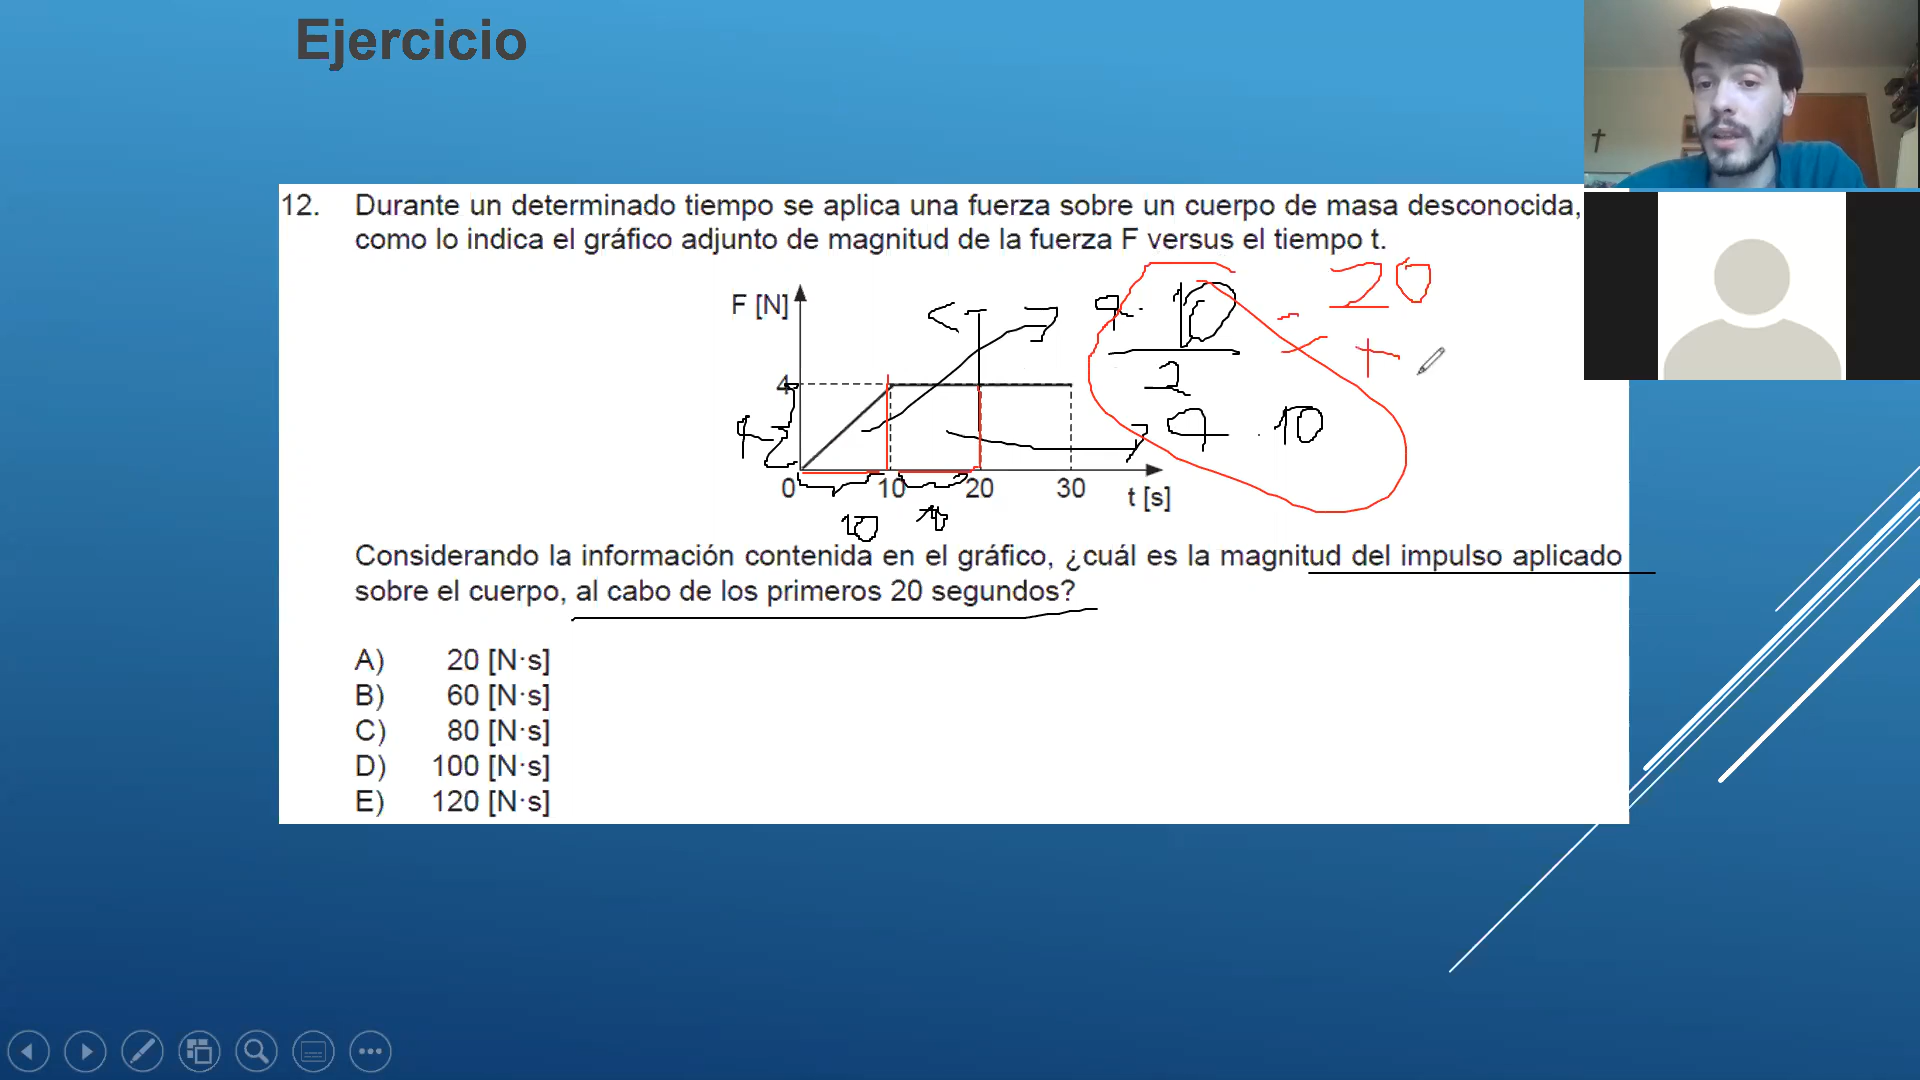 Ejercicio
12. Durante un determinado tiempo se aplica una fuerza sobre un cuerpo de masa desconocida,
como lo indica el gráfico adjunto de magnitud de la fuerza F versus el tiempo t.
F [N]
4 · 10
2
= 20
+
4
4
4 · 10
0 10 20 30 t [s]
10 10
Considerando la información contenida en el gráfico, ¿cuál es la magnitud del impulso aplicado
sobre el cuerpo, al cabo de los primeros 20 segundos?
A) 20 [N·s]
B) 60 [N·s]
C) 80 [N·s]
D) 100 [N·s]
E) 120 [N·s]